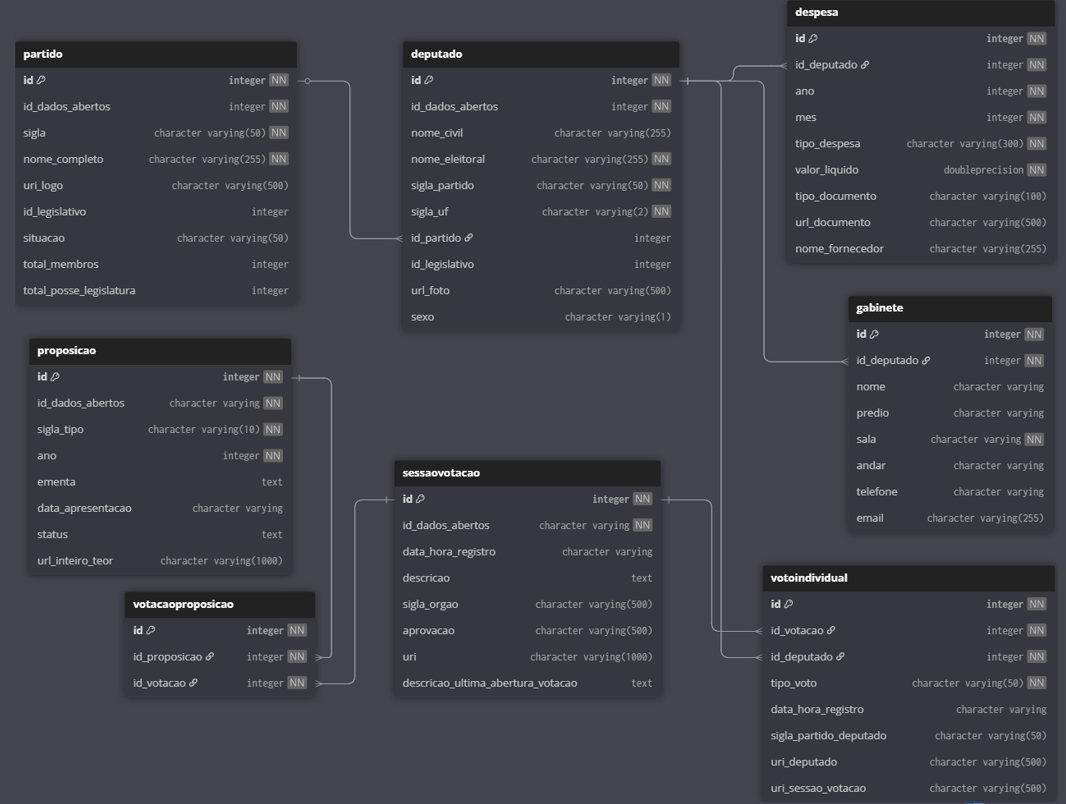 partido
id integer NN
id_dados_abertos integer NN
sigla character varying(50) NN
nome_completo character varying(255) NN
uri_logo character varying(500)
id_legislativo integer
situacao character varying(50)
total_membros integer
total_posse_legislatura integer
deputado
id integer NN
id_dados_abertos integer NN
nome_civil character varying(255)
nome_eleitoral character varying(255) NN
sigla_partido character varying(50) NN
sigla_uf character varying(2) NN
id_partido integer
id_legislativo integer
url_foto character varying(500)
sexo character varying(1)
despesa
id integer NN
id_deputado integer NN
ano integer NN
mes integer NN
tipo_despesa character varying(300) NN
valor_liquido doubleprecision NN
tipo_documento character varying(100)
url_documento character varying(500)
nome_fornecedor character varying(255)
gabinete
id integer NN
id_deputado integer NN
nome character varying
predio character varying
sala character varying NN
andar character varying
telefone character varying
email character varying(255)
proposicao
id integer NN
id_dados_abertos character varying NN
sigla_tipo character varying(10) NN
ano integer NN
ementa text
data_apresentacao character varying
status text
url_inteiro_teor character varying(1000)
sessaovotacao
id integer NN
id_dados_abertos character varying NN
data_hora_registro character varying
descricao text
sigla_orgao character varying(500)
aprovacao character varying(500)
uri character varying(1000)
descricao_ultima_abertura_votacao text
votacaoproposicao
id integer NN
id_proposicao integer NN
id_votacao integer NN
votoindividual
id integer NN
id_votacao integer NN
id_deputado integer NN
tipo_voto character varying(50) NN
data_hora_registro character varying
sigla_partido_deputado character varying(50)
uri_deputado character varying(500)
uri_sessao_votacao character varying(500)